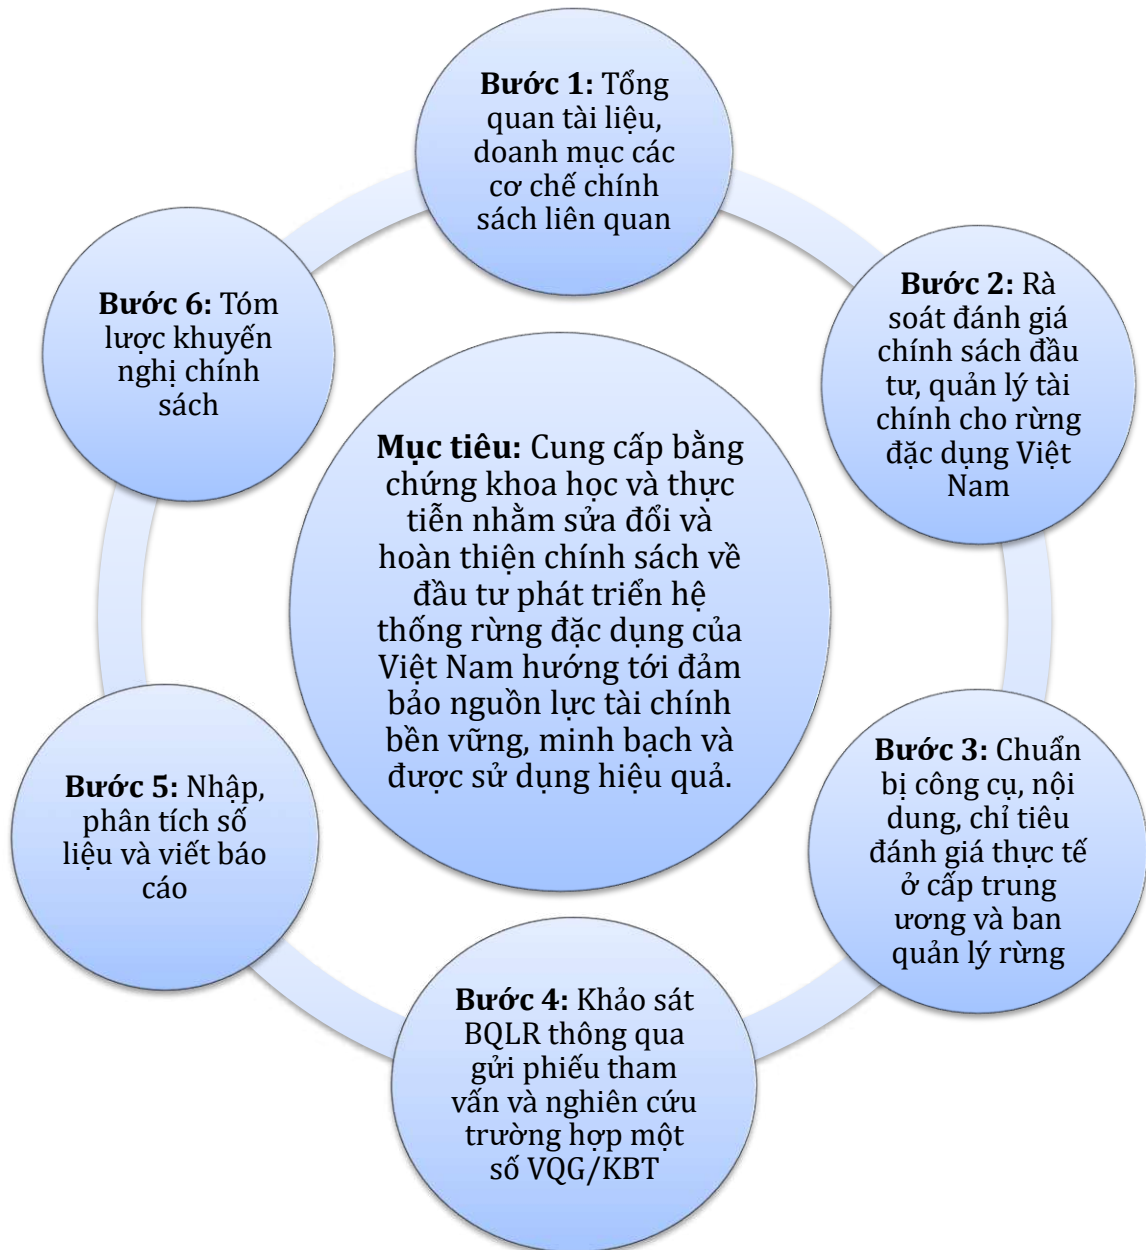 Bước 1: Tổng
quan tài liệu,
doanh mục các
cơ chế chính
sách liên quan
Bước 2: Rà
soát đánh giá
chính sách đầu
tư, quản lý tài
chính cho rừng
đặc dụng Việt
Nam
Bước 3: Chuẩn
bị công cụ, nội
dung, chỉ tiêu
đánh giá thực tế
ở cấp trung
ương và ban
quản lý rừng
Bước 4: Khảo sát
BQLR thông qua
gửi phiếu tham
vấn và nghiên cứu
trường hợp một
số VQG/KBT
Bước 5: Nhập,
phân tích số
liệu và viết báo
cáo
Bước 6: Tóm
lược khuyến
nghị chính
sách
Mục tiêu: Cung cấp bằng
chứng khoa học và thực
tiễn nhằm sửa đổi và
hoàn thiện chính sách về
đầu tư phát triển hệ
thống rừng đặc dụng của
Việt Nam hướng tới đảm
bảo nguồn lực tài chính
bền vững, minh bạch và
được sử dụng hiệu quả.